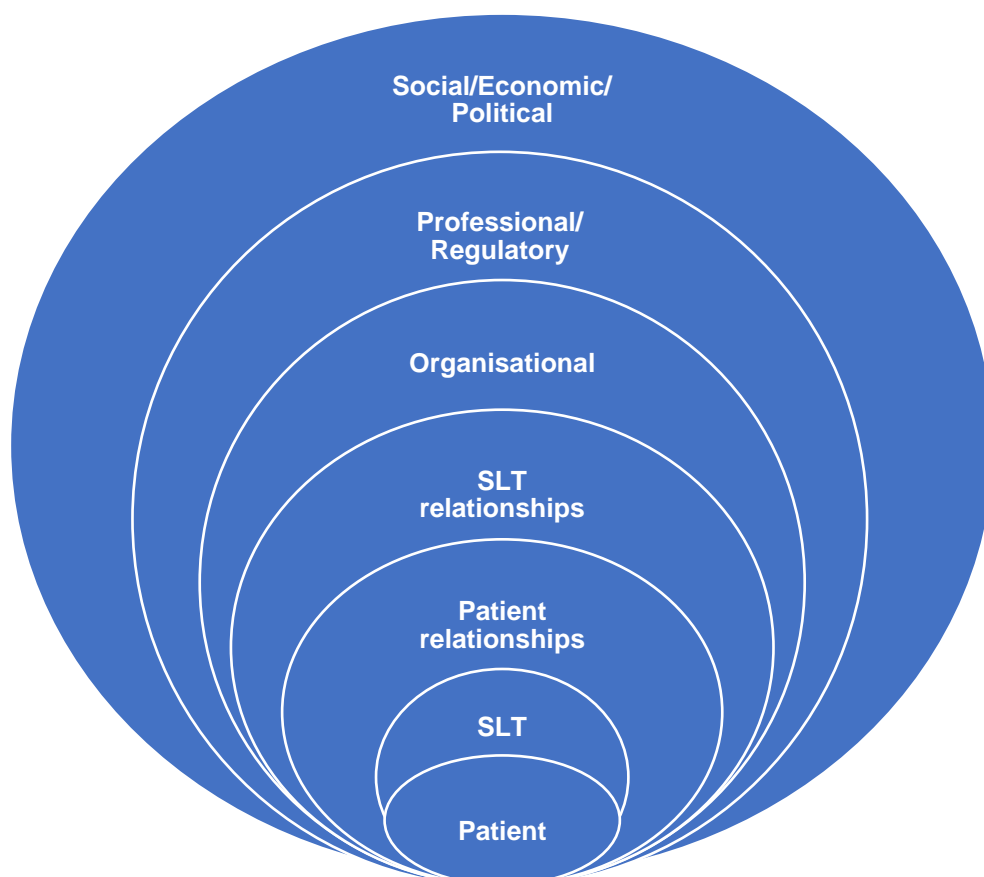 Social/Economic/
Political
Professional/
Regulatory
Organisational
SLT
relationships
Patient
relationships
SLT
Patient